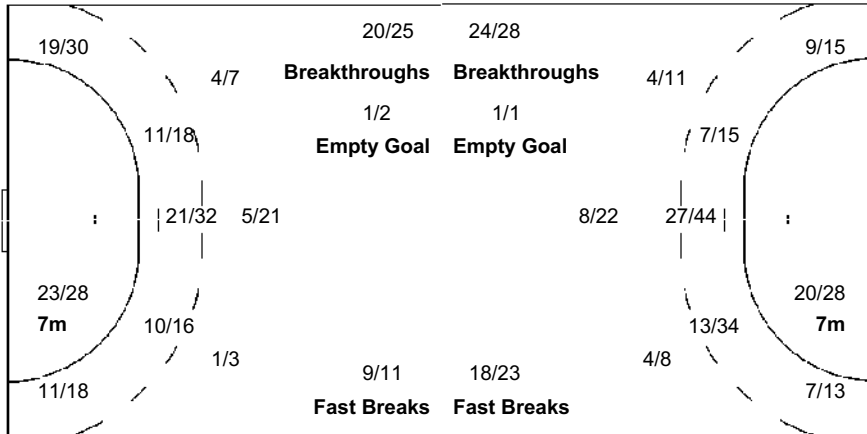 20/25 24/28
19/30 9/15
Breakthroughs Breakthroughs
4/7 4/11
1/2 1/1
11/18 7/15
Empty Goal Empty Goal
21/32 5/21 8/22 27/44
23/28 20/28
7m 7m
10/16 13/34
1/3 4/8
9/11 18/23
11/18 7/13
Fast Breaks Fast Breaks